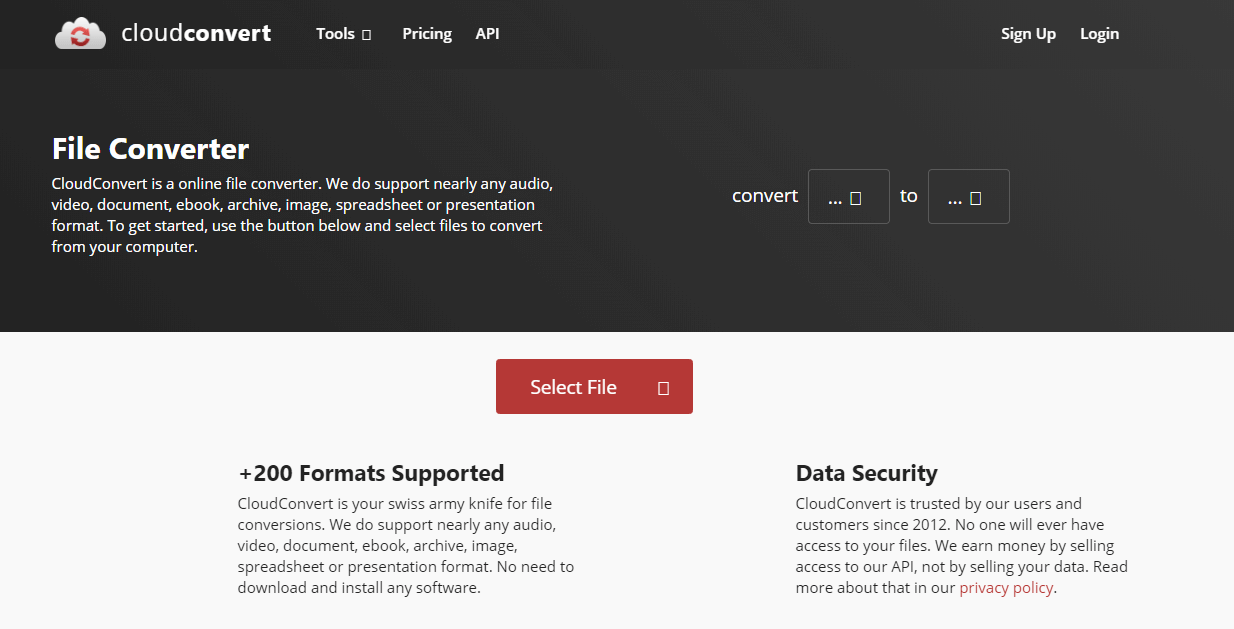 cloudconvert Tools Pricing API Sign Up Login
File Converter
CloudConvert is a online file converter. We do support nearly any audio,
video, document, ebook, archive, image, spreadsheet or presentation
format. To get started, use the button below and select files to convert
from your computer.
convert ... to ...
Select File
+200 Formats Supported
CloudConvert is your swiss army knife for file
conversions. We do support nearly any audio,
video, document, ebook, archive, image,
spreadsheet or presentation format. No need to
download and install any software.
Data Security
CloudConvert is trusted by our users and
customers since 2012. No one will ever have
access to your files. We earn money by selling
access to our API, not by selling your data. Read
more about that in our privacy policy.